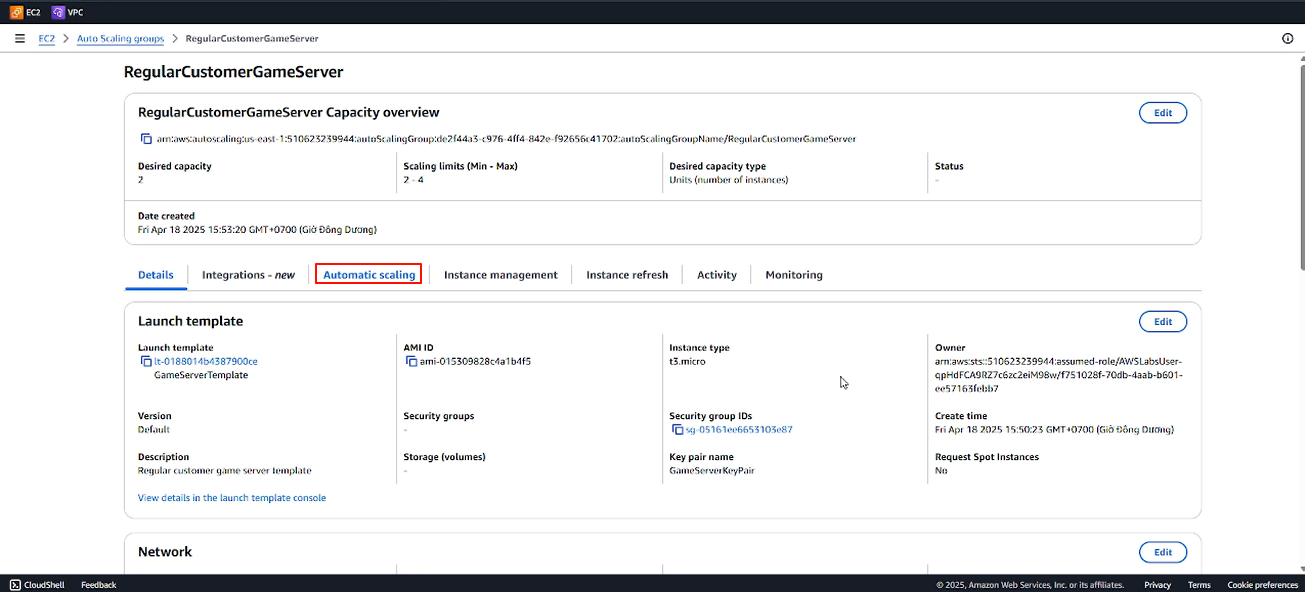 EC2 VPC
EC2 > Auto Scaling groups > RegularCustomerGameServer
RegularCustomerGameServer
RegularCustomerGameServer Capacity overview
Edit
arn:aws:autoscaling:us-east-1:510623239944:autoScalingGroup:de2f44a3-c976-4ff4-842e-f92656c41702:autoScalingGroupName/RegularCustomerGameServer
Desired capacity
2
Scaling limits (Min - Max)
2 - 4
Desired capacity type
Units (number of instances)
Status
-
Date created
Fri Apr 18 2025 15:53:20 GMT+0700 (Giờ Đông Dương)
Details Integrations - new Automatic scaling Instance management Instance refresh Activity Monitoring
Launch template
Edit
Launch template
lt-0188014b4387900ce
GameServerTemplate
AMI ID
ami-015309828c4a1b4f5
Instance type
t3.micro
Owner
arn:aws:sts::510623239944:assumed-role/AWSLabsUser-
qpHdFCA9RZ7c6zc2eiM98w/f751028f-70db-4aab-b601-
ee57163febb7
Version
Default
Security groups
-
Security group IDs
sg-05161ee6653103e87
Create time
Fri Apr 18 2025 15:50:23 GMT+0700 (Giờ Đông Dương)
Description
Regular customer game server template
Storage (volumes)
-
Key pair name
GameServerKeyPair
Request Spot Instances
No
View details in the launch template console
Network
Edit
CloudShell Feedback © 2025, Amazon Web Services, Inc. or its affiliates. Privacy Terms Cookie preferences